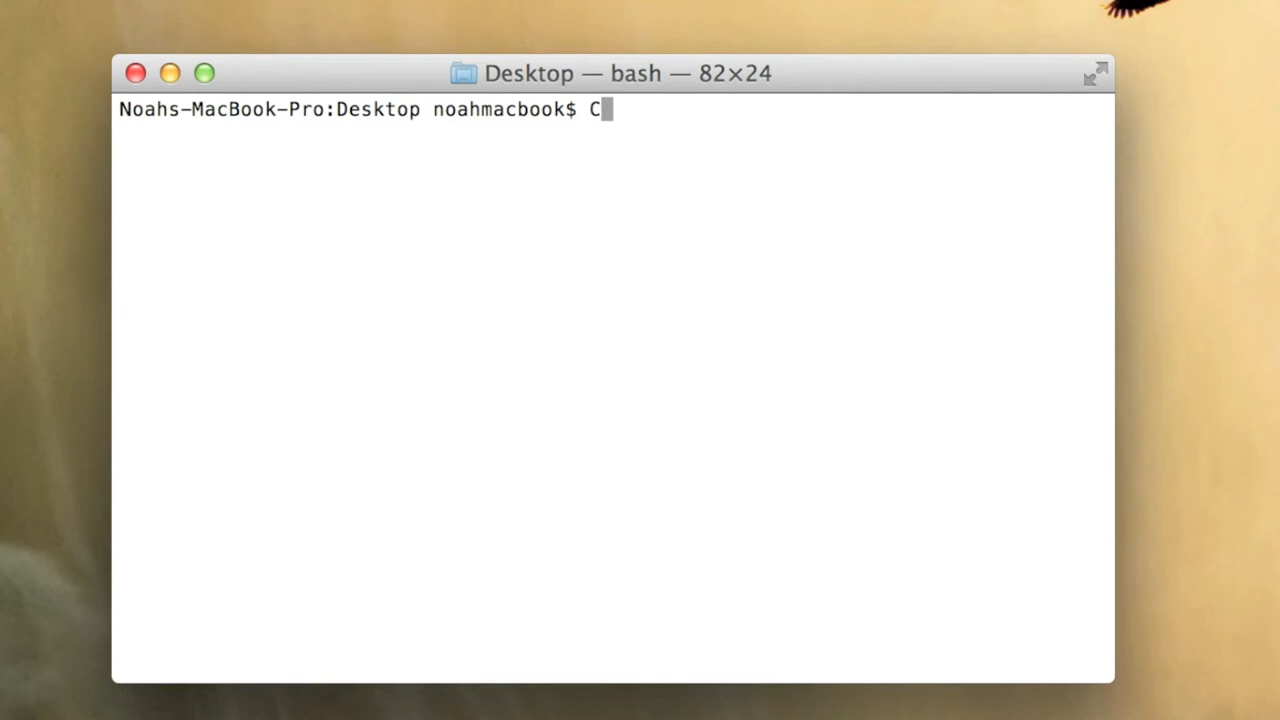 Desktop — bash — 82×24
Noahs-MacBook-Pro:Desktop noahmacbook$ C